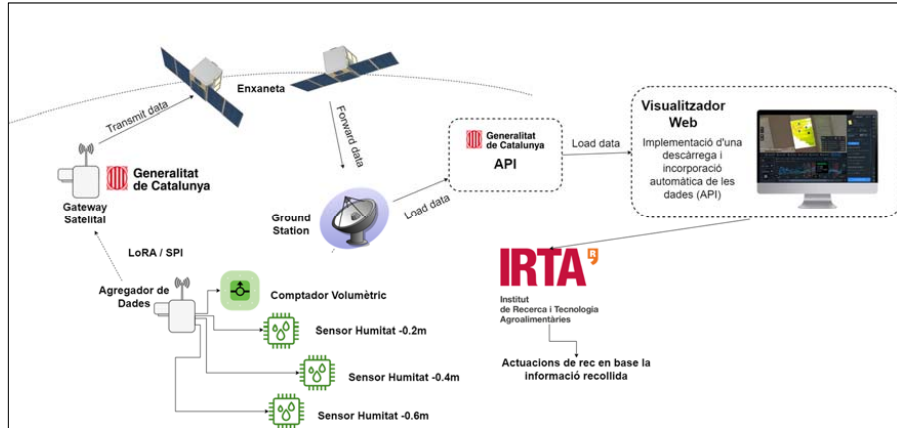 Enxaneta
Transmit data
Forward data
Generalitat
de Catalunya
Gateway
Satelital
LoRA / SPI
Agregador de
Dades
Comptador Volumètric
Sensor Humitat -0.2m
Sensor Humitat -0.4m
Sensor Humitat -0.6m
Ground
Station
Load data
Generalitat
de Catalunya
API
Load data
Visualitzador
Web
Implementació d'una
descàrrega i
incorporació
automàtica de les
dades (API)
IRTA
R
Institut
de Recerca i Tecnologia
Agroalimentàries
Actuacions de rec en base la
informació recollida